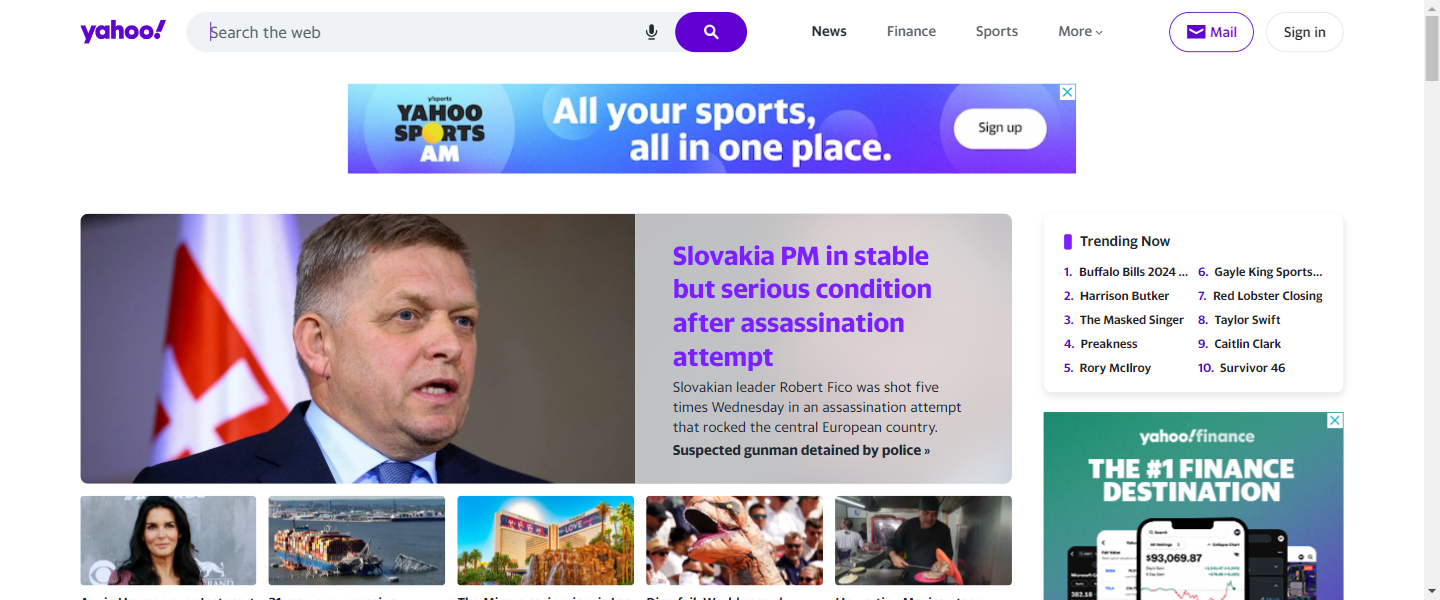 yahoo!
Search the web
News
Finance
Sports
More
Mail
Sign in
y!sports
YAHOO
SPORTS
AM
All your sports,
all in one place.
Sign up
Slovakia PM in stable
but serious condition
after assassination
attempt
Slovakian leader Robert Fico was shot five
times Wednesday in an assassination attempt
that rocked the central European country.
Suspected gunman detained by police »
Trending Now
1. Buffalo Bills 2024 ...
2. Harrison Butker
3. The Masked Singer
4. Preakness
5. Rory McIlroy
6. Gayle King Sports...
7. Red Lobster Closing
8. Taylor Swift
9. Caitlin Clark
10. Survivor 46
yahoo!finance
THE #1 FINANCE
DESTINATION
$93,069.87